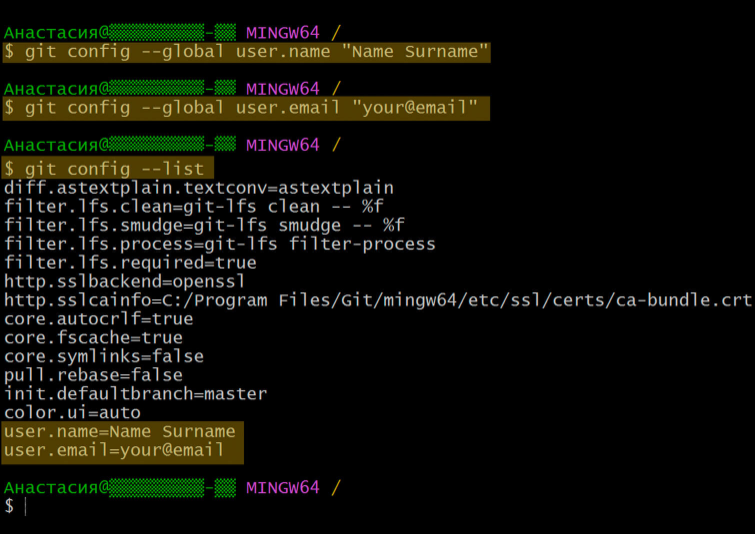 Анастасия@▒▒▒▒▒▒▒▒▒-▒▒ MINGW64 /
$ git config --global user.name "Name Surname"
Анастасия@▒▒▒▒▒▒▒▒▒-▒▒ MINGW64 /
$ git config --global user.email "your@email"
Анастасия@▒▒▒▒▒▒▒▒▒-▒▒ MINGW64 /
$ git config --list
diff.astextplain.textconv=astextplain
filter.lfs.clean=git-lfs clean -- %f
filter.lfs.smudge=git-lfs smudge -- %f
filter.lfs.process=git-lfs filter-process
filter.lfs.required=true
http.sslbackend=openssl
http.sslcainfo=C:/Program Files/Git/mingw64/etc/ssl/certs/ca-bundle.crt
core.autocrlf=true
core.fscache=true
core.symlinks=false
pull.rebase=false
init.defaultbranch=master
color.ui=auto
user.name=Name Surname
user.email=your@email
Анастасия@▒▒▒▒▒▒▒▒▒-▒▒ MINGW64 /
$